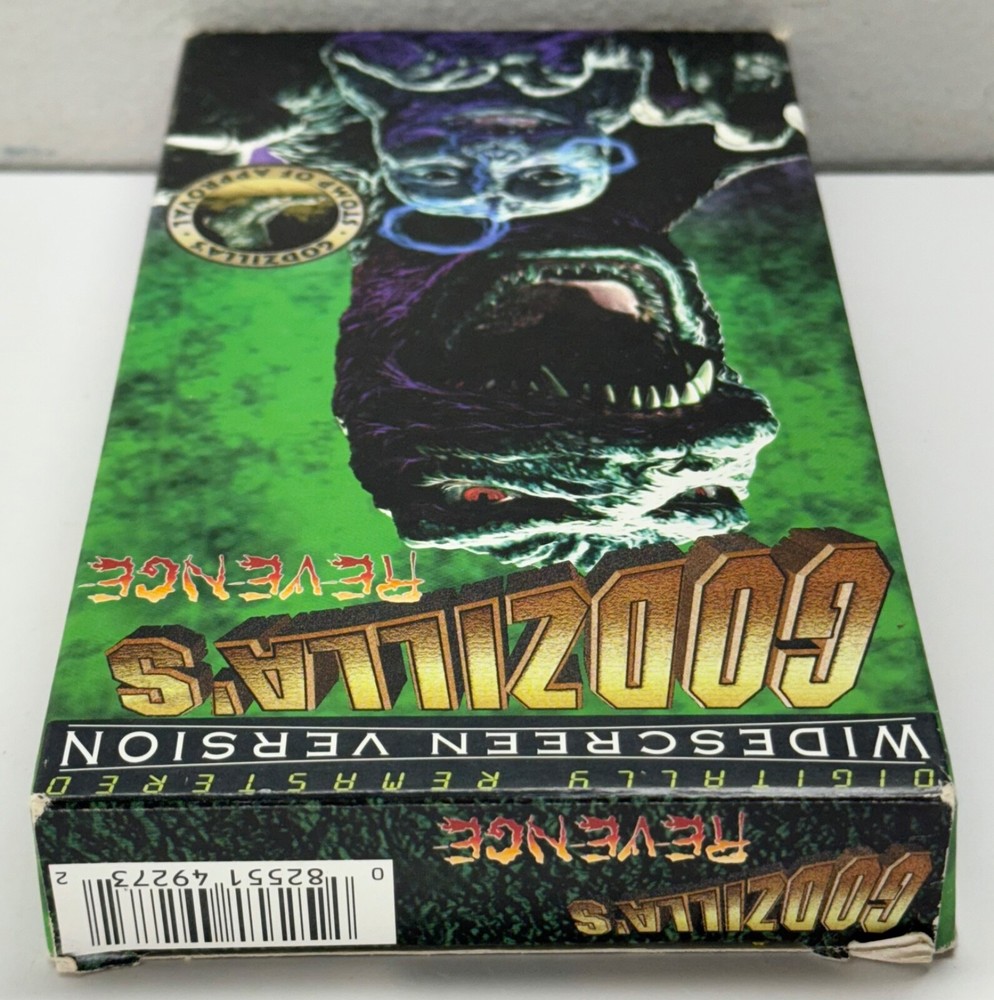 DIGITALLY REMASTERED
WIDESCREEN VERSION
GODZILLA'S
REVENGE
GODZILLA'S
STOMP OF APPROVAL
GODZILLA'S
REVENGE
0 82551 49273 2